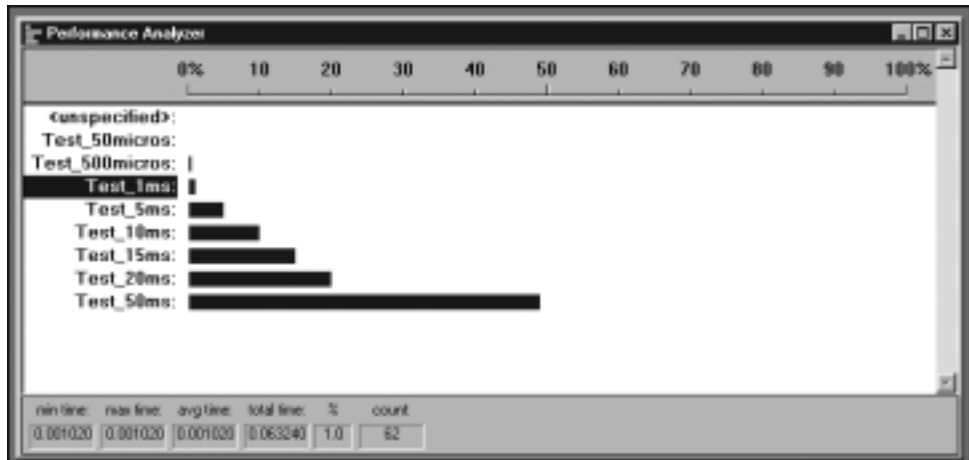 Performance Analyzer
0% 10 20 30 40 50 60 70 80 90 100%
<unspecified>:
Test_50micros:
Test_500micros:
Test_1ms:
Test_5ms:
Test_10ms:
Test_15ms:
Test_20ms:
Test_50ms:
min time: max time: avg time: total time: % count:
0.001020 0.001020 0.001020 0.063240 1.0 62